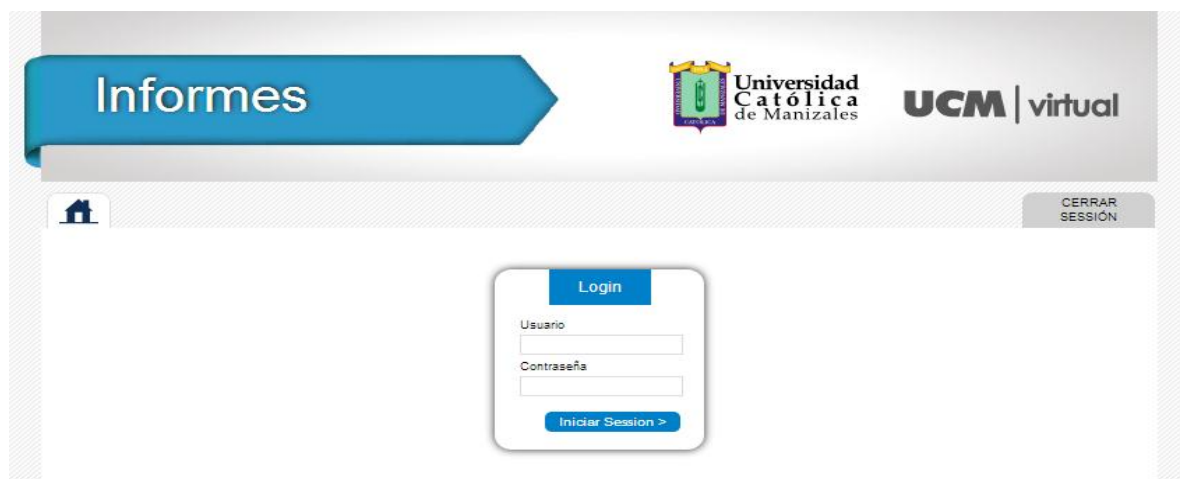 Informes
Universidad
Católica
de Manizales
UCM | virtual
CERRAR
SESSIÓN
Login
Usuario
Contraseña
Iniciar Session >